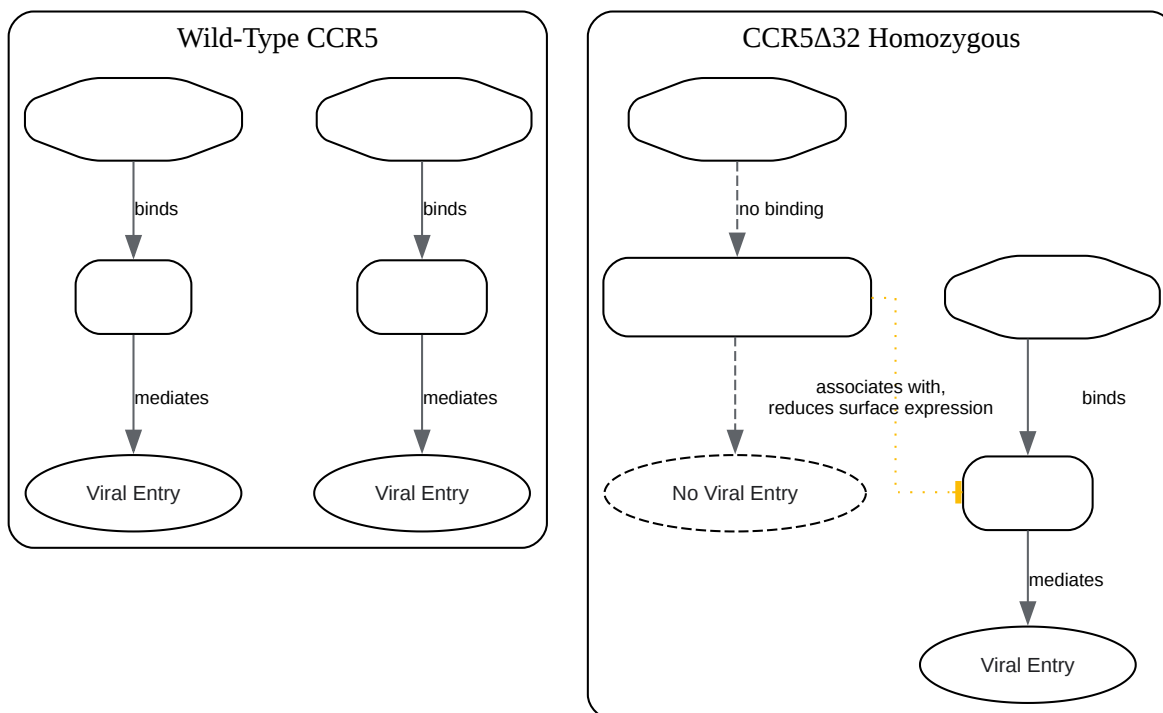 Wild-Type CCR5
binds
binds
mediates
mediates
Viral Entry
Viral Entry
CCR5Δ32 Homozygous
no binding
associates with,
reduces surface expression
binds
No Viral Entry
mediates
Viral Entry